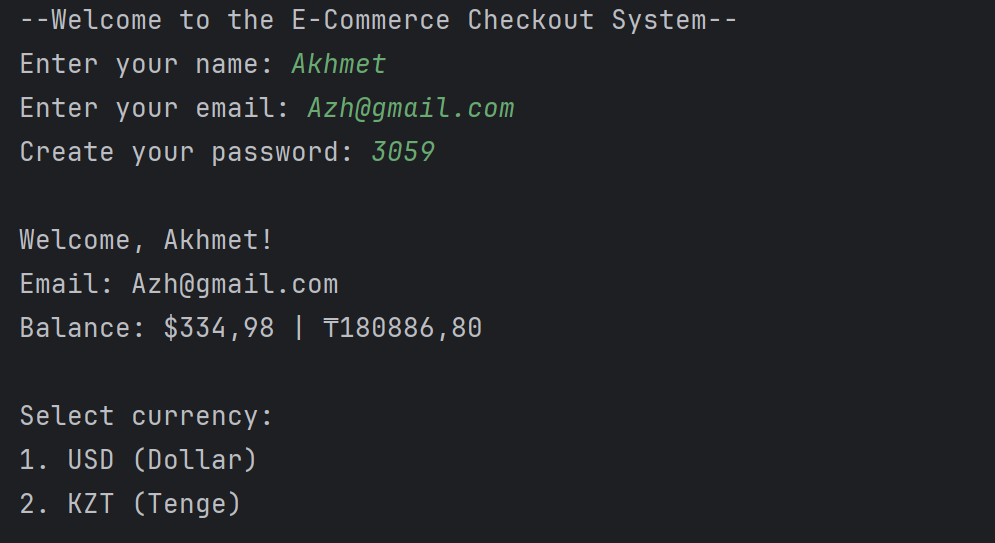 --Welcome to the E-Commerce Checkout System--
Enter your name: Akhmet
Enter your email: Azh@gmail.com
Create your password: 3059
Welcome, Akhmet!
Email: Azh@gmail.com
Balance: $334,98 | ₸180886,80
Select currency:
1. USD (Dollar)
2. KZT (Tenge)